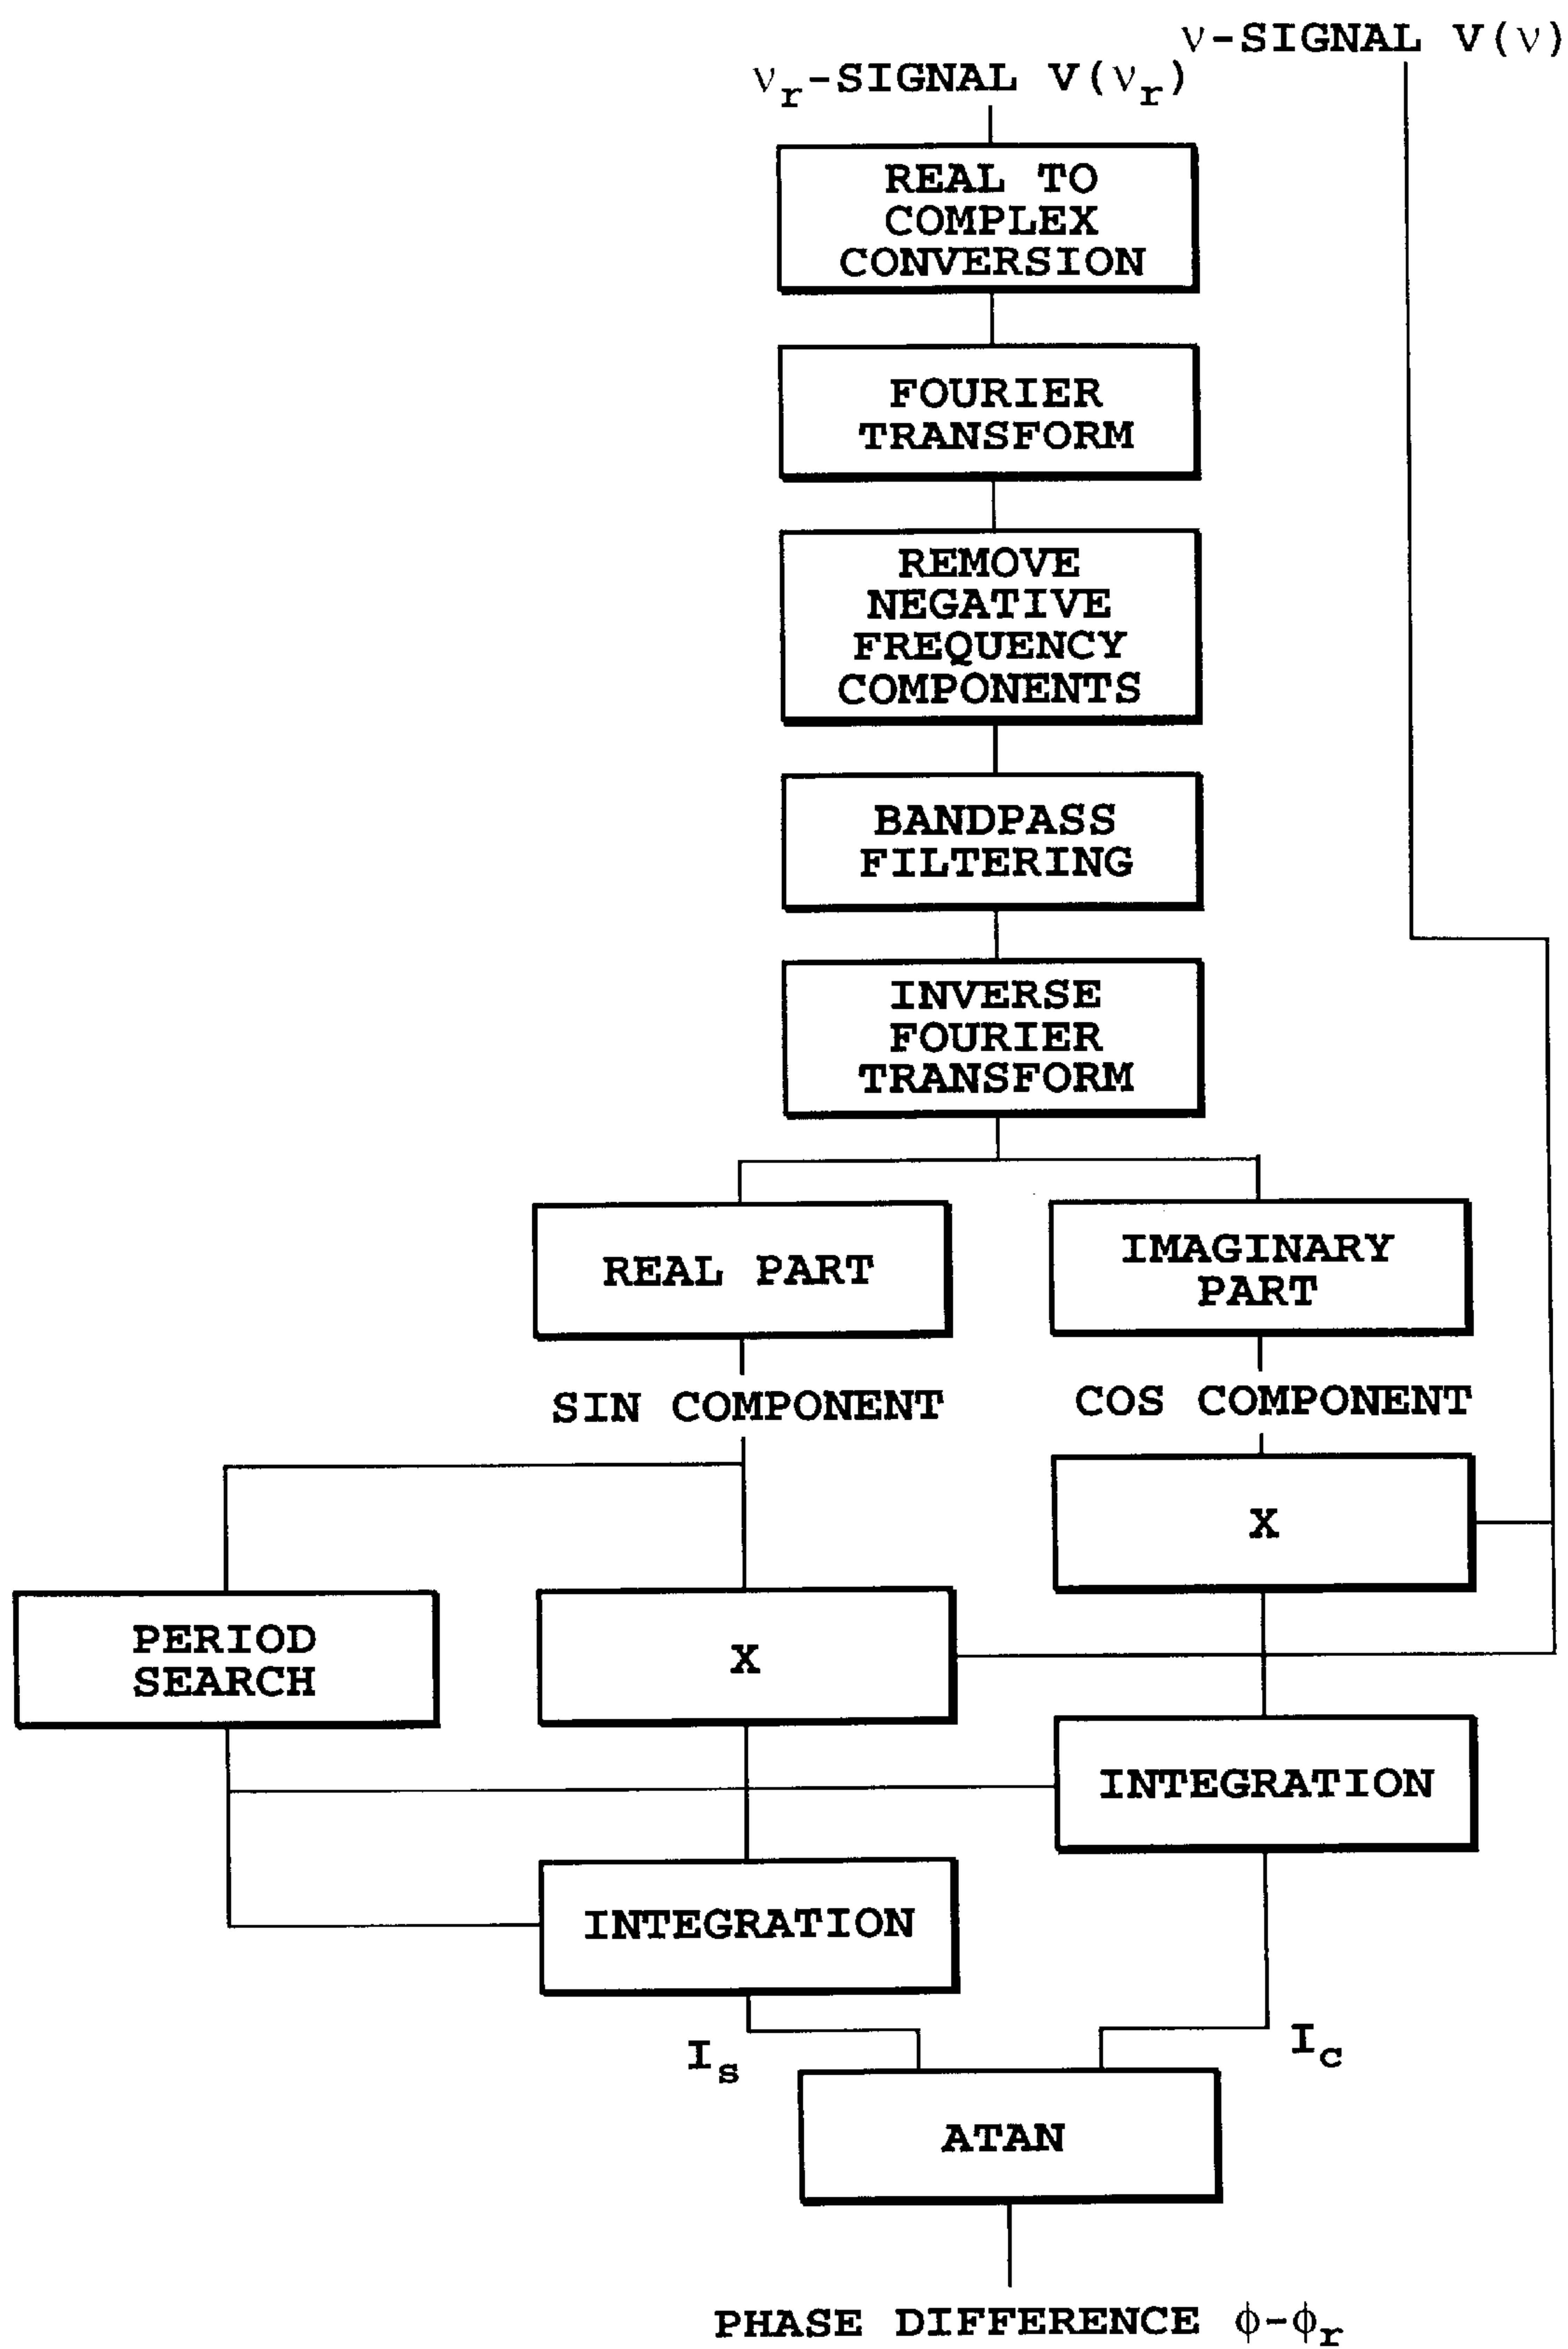 ν-SIGNAL V(ν)
νr-SIGNAL V(νr)
REAL TO
COMPLEX
CONVERSION
FOURIER
TRANSFORM
REMOVE
NEGATIVE
FREQUENCY
COMPONENTS
BANDPASS
FILTERING
INVERSE
FOURIER
TRANSFORM
REAL PART
IMAGINARY
PART
SIN COMPONENT
COS COMPONENT
X
PERIOD
SEARCH
X
INTEGRATION
INTEGRATION
Is
Ic
ATAN
PHASE DIFFERENCE ϕ-ϕr